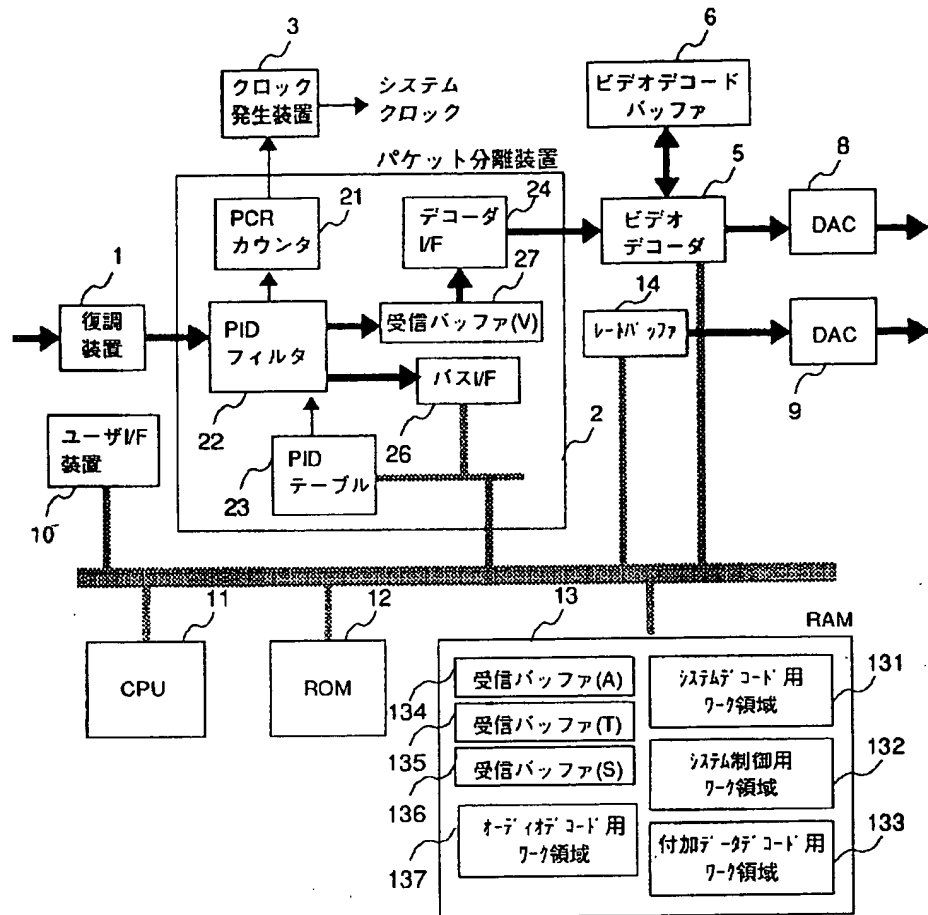 3
6
クロック
発生装置
システム
クロック
ビデオデコード
バッファ
パケット分離装置
5
8
21
24
PCR
カウンタ
デコーダ
I/F
ビデオ
デコーダ
DAC
1
27
14
復調
装置
PID
フィルタ
受信バッファ(V)
レートバッファ
DAC
バスI/F
9
ユーザI/F
装置
22
26
2
PID
テーブル
23
10
11
12
13
RAM
CPU
ROM
受信バッファ(A)
134
受信バッファ(T)
135
受信バッファ(S)
136
オーディオデコード用
ワーク領域
137
システムデコード用
ワーク領域
131
システム制御用
ワーク領域
132
付加データデコード用
ワーク領域
133